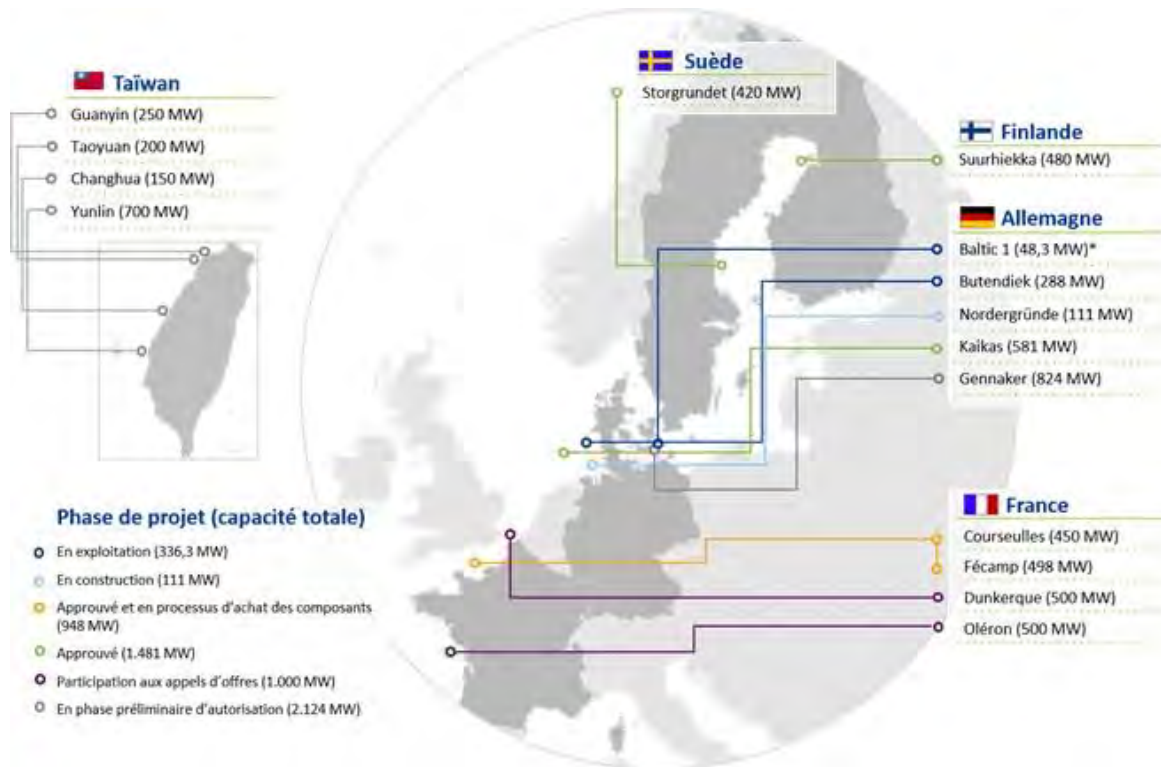 Taïwan
Guanyin (250 MW)
Taoyuan (200 MW)
Changhua (150 MW)
Yunlin (700 MW)
Suède
Storgrundet (420 MW)
Finlande
Suurhiekka (480 MW)
Allemagne
Baltic 1 (48,3 MW)*
Butendiek (288 MW)
Nordergründe (111 MW)
Kaikas (581 MW)
Gennaker (824 MW)
France
Courseulles (450 MW)
Fécamp (498 MW)
Dunkerque (500 MW)
Oléron (500 MW)
Phase de projet (capacité totale)
En exploitation (336,3 MW)
En construction (111 MW)
Approuvé et en processus d'achat des composants
(948 MW)
Approuvé (1.481 MW)
Participation aux appels d'offres (1.000 MW)
En phase préliminaire d'autorisation (2.124 MW)